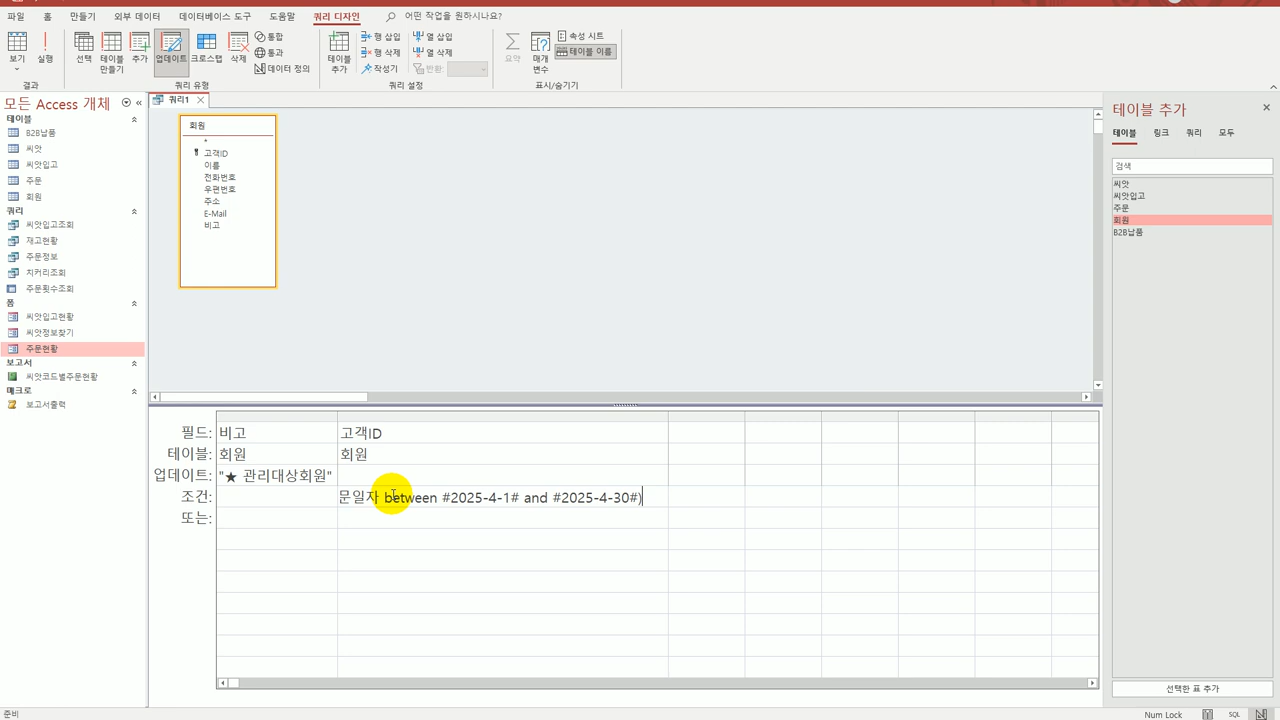 파일 홈 만들기 외부 데이터 데이터베이스 도구 도움말 쿼리 디자인 어떤 작업을 원하시나요?
보기 실행 선택 테이블 만들기 추가 업데이트 크로스탭 삭제 통합 통과 데이터 정의
테이블 추가 행 삽입 행 삭제 작성기 열 삽입 열 삭제 반환:
요약 매개 변수 속성 시트 테이블 이름
결과 쿼리 유형 쿼리 설정 표시/숨기기
모든 Access 개체
테이블
B2B납품
씨앗
씨앗입고
주문
회원
쿼리
씨앗입고조회
재고현황
주문정보
치커리조회
주문횟수조회
폼
씨앗입고현황
씨앗정보찾기
주문현황
보고서
씨앗코드별주문현황
매크로
보고서출력
쿼리1
회원
*
고객ID
이름
전화번호
우편번호
주소
E-Mail
비고
필드: 비고 고객ID
테이블: 회원 회원
업데이트: "★ 관리대상회원"
조건: 문일자 between #2025-4-1# and #2025-4-30#)
또는:
테이블 추가
테이블 링크 쿼리 모두
검색
씨앗
씨앗입고
주문
회원
B2B납품
선택한 표 추가
준비
Num Lock SQL